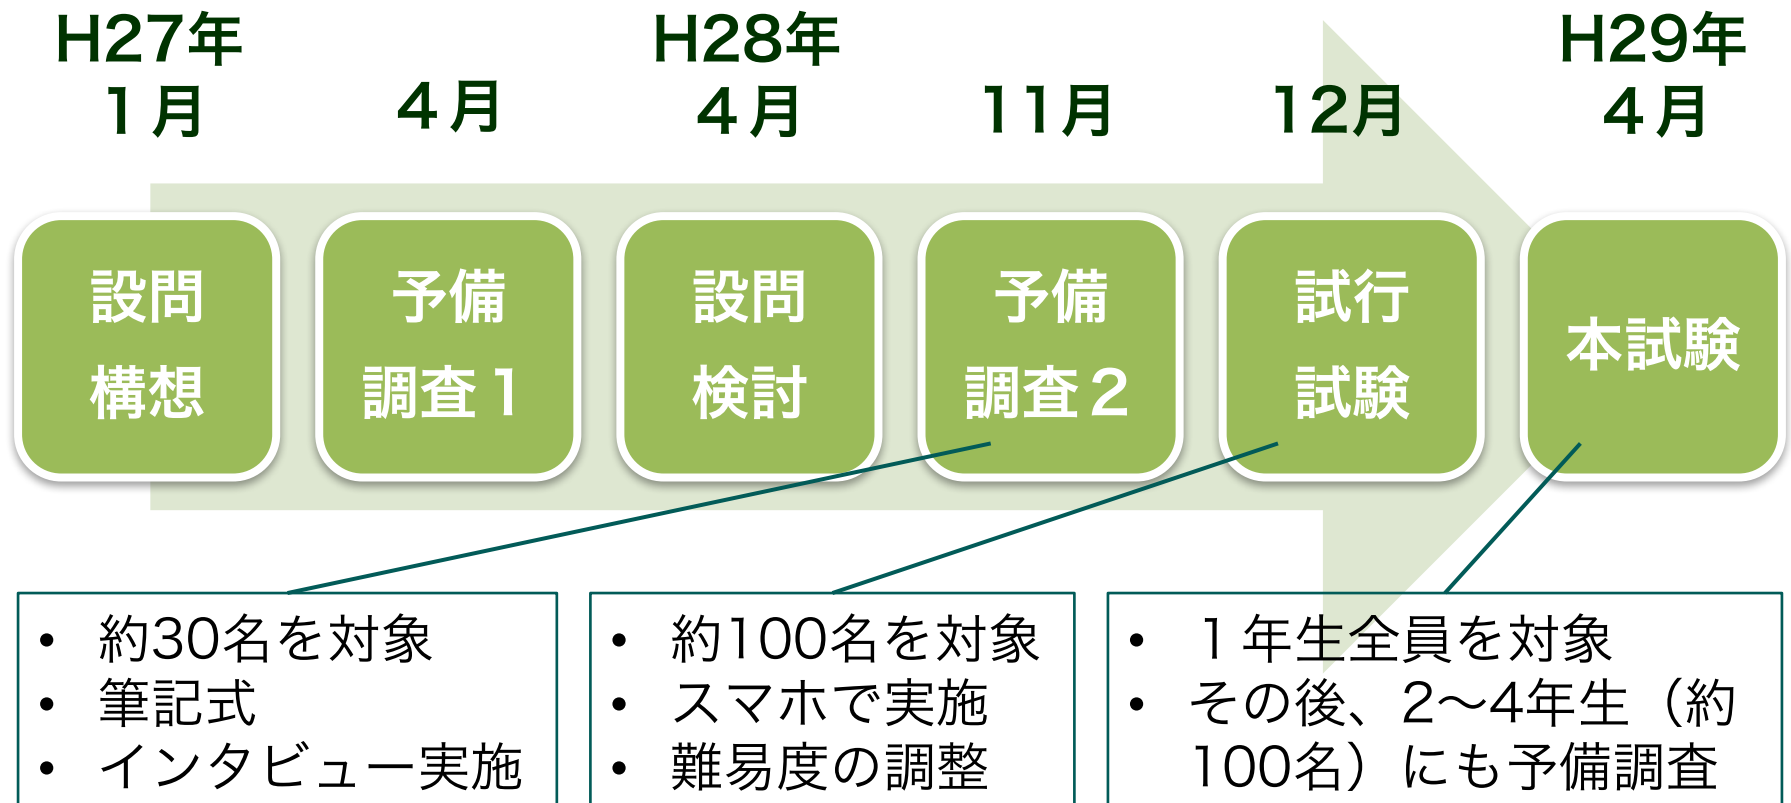 H27年
１月
４月
H28年
４月
11月
12月
H29年
４月
設問
構想
予備
調査１
設問
検討
予備
調査２
試行
試験
本試験
• 約30名を対象
• 筆記式
• インタビュー実施
• 約100名を対象
• スマホで実施
• 難易度の調整
• １年生全員を対象
• その後、2〜4年生（約
100名）にも予備調査